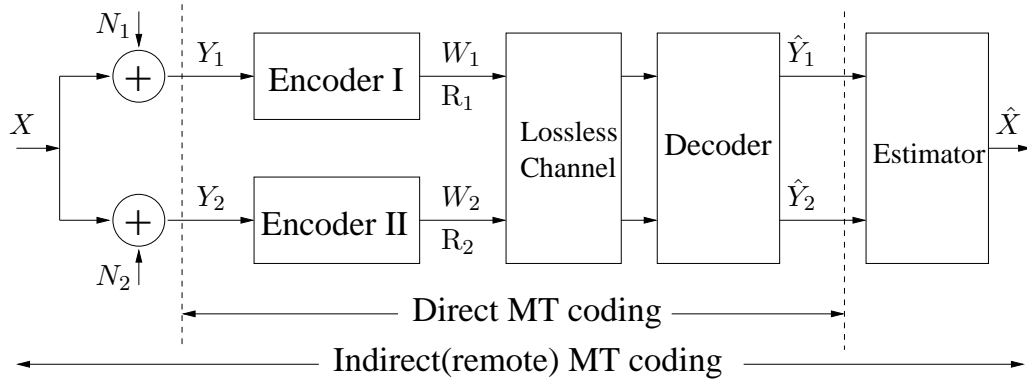 N₁
Y₁
Encoder I
W₁
R₁
Ŷ₁
X
Lossless
Channel
Decoder
Estimator
X̂
Y₂
Encoder II
W₂
R₂
Ŷ₂
N₂
Direct MT coding
Indirect(remote) MT coding